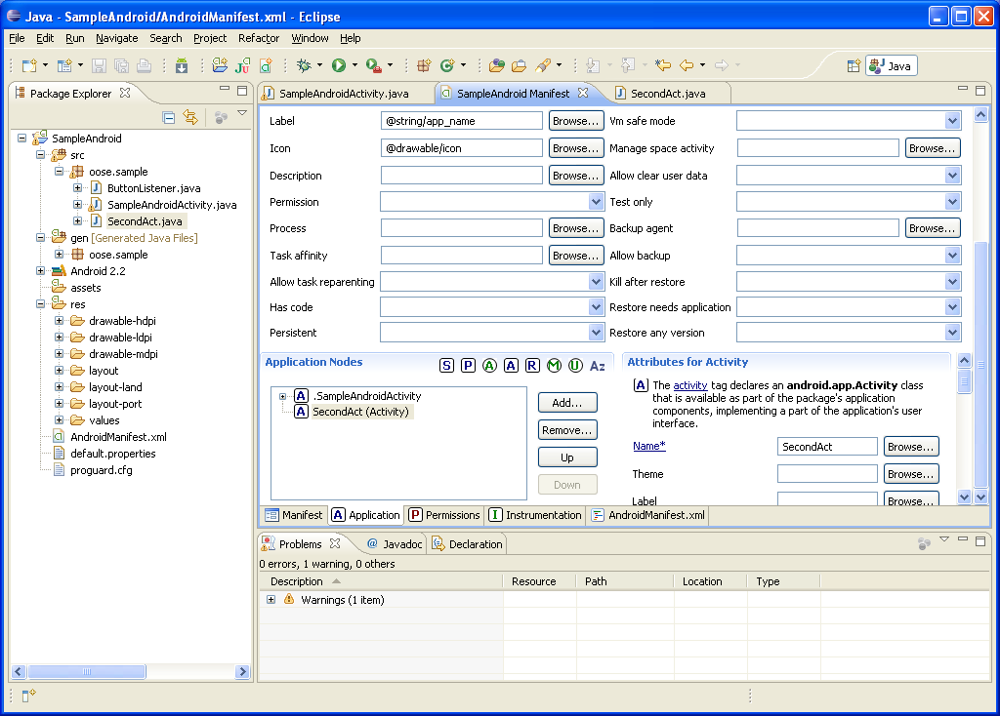 Java - SampleAndroid/AndroidManifest.xml - Eclipse
File Edit Run Navigate Search Project Refactor Window Help
Java
Package Explorer
SampleAndroid
src
oose.sample
ButtonListener.java
SampleAndroidActivity.java
SecondAct.java
gen [Generated Java Files]
oose.sample
Android 2.2
assets
res
drawable-hdpi
drawable-ldpi
drawable-mdpi
layout
layout-land
layout-port
values
AndroidManifest.xml
default.properties
proguard.cfg
SampleAndroidActivity.java SampleAndroid Manifest SecondAct.java
Label @string/app_name Browse... Vm safe mode
Icon @drawable/icon Browse... Manage space activity Browse...
Description Browse... Allow clear user data
Permission Test only
Process Browse... Backup agent Browse...
Task affinity Browse... Allow backup
Allow task reparenting Kill after restore
Has code Restore needs application
Persistent Restore any version
Application Nodes S P A A R M U Az
A .SampleAndroidActivity
A SecondAct (Activity)
Add...
Remove...
Up
Down
Attributes for Activity
A The activity tag declares an android.app.Activity class
that is available as part of the package's application
components, implementing a part of the application's user
interface.
Name* SecondAct Browse...
Theme Browse...
Label Browse...
Manifest A Application P Permissions I Instrumentation AndroidManifest.xml
Problems @ Javadoc Declaration
0 errors, 1 warning, 0 others
Description Resource Path Location Type
Warnings (1 item)